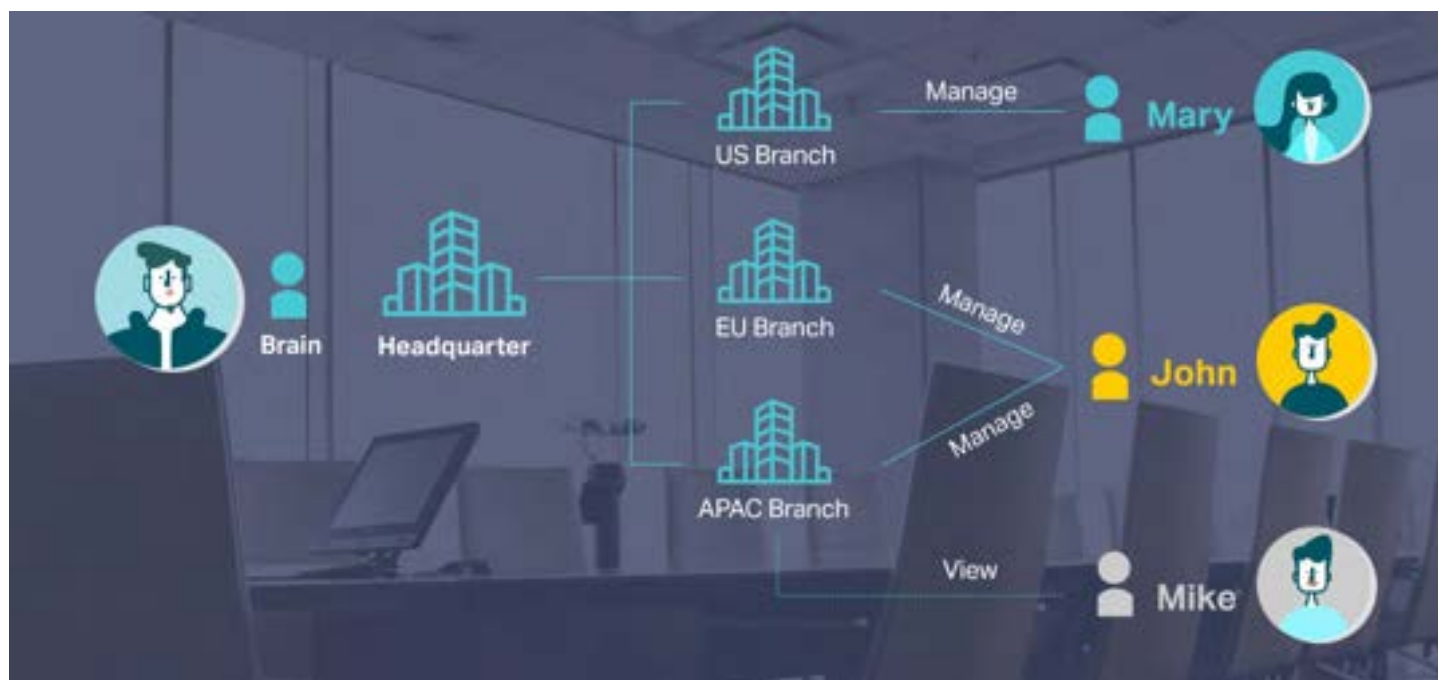 Manage
Mary
US Branch
Brain
Headquarter
EU Branch
Manage
John
Manage
APAC Branch
View
Mike